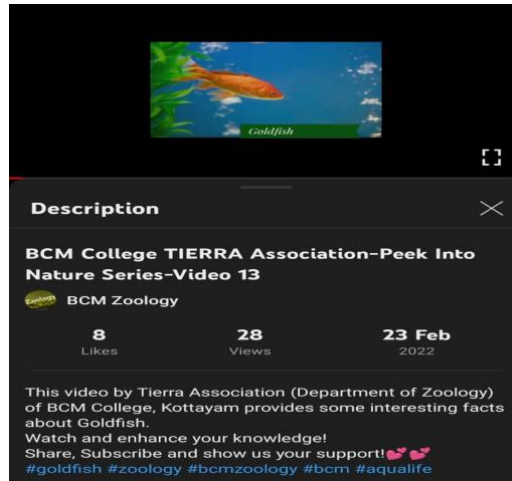 Goldfish
Description
BCM College TIERRA Association-Peek Into
Nature Series-Video 13
Zoology
BCM Zoology
8 28 23 Feb
Likes Views 2022
This video by Tierra Association (Department of Zoology)
of BCM College, Kottayam provides some interesting facts
about Goldfish.
Watch and enhance your knowledge!
Share, Subscribe and show us your support!💕💕
#goldfish #zoology #bcmzoology #bcm #aqualife